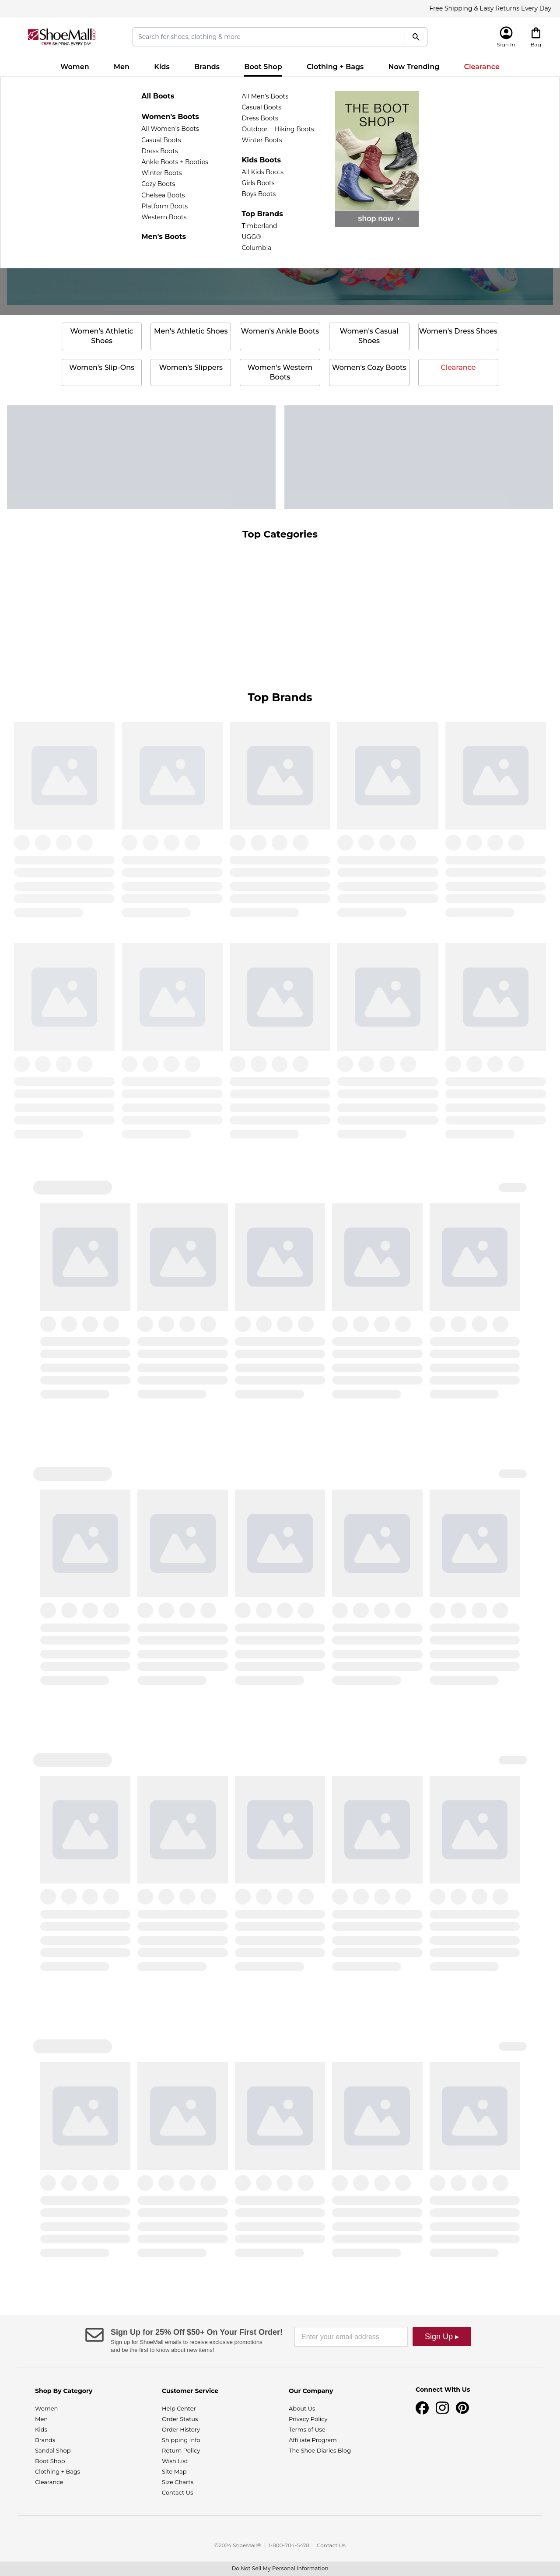 Free Shipping & Easy Returns Every Day
ShoeMall
FREE SHIPPING EVERY DAY
Search for shoes, clothing & more
Sign In
Bag
Women
Men
Kids
Brands
Boot Shop
Clothing + Bags
Now Trending
Clearance
All Boots
Women's Boots
All Women's Boots
Casual Boots
Dress Boots
Ankle Boots + Booties
Winter Boots
Cozy Boots
Chelsea Boots
Platform Boots
Western Boots
Men's Boots
All Men's Boots
Casual Boots
Dress Boots
Outdoor + Hiking Boots
Winter Boots
Kids Boots
All Kids Boots
Girls Boots
Boys Boots
Top Brands
Timberland
UGG®
Columbia
THE BOOT
SHOP
shop now
Women's Athletic
Shoes
Men's Athletic Shoes
Women's Ankle Boots
Women's Casual
Shoes
Women's Dress Shoes
Women's Slip-Ons
Women's Slippers
Women's Western
Boots
Women's Cozy Boots
Clearance
Top Categories
Top Brands
Sign Up for 25% Off $50+ On Your First Order!
Sign up for ShoeMall emails to receive exclusive promotions
and be the first to know about new items!
Enter your email address
Sign Up ▸
Shop By Category
Women
Men
Kids
Brands
Sandal Shop
Boot Shop
Clothing + Bags
Clearance
Customer Service
Help Center
Order Status
Order History
Shipping Info
Return Policy
Wish List
Site Map
Size Charts
Contact Us
Our Company
About Us
Privacy Policy
Terms of Use
Affiliate Program
The Shoe Diaries Blog
Connect With Us
©2024 ShoeMall® | 1-800-704-5478 | Contact Us
Do Not Sell My Personal Information